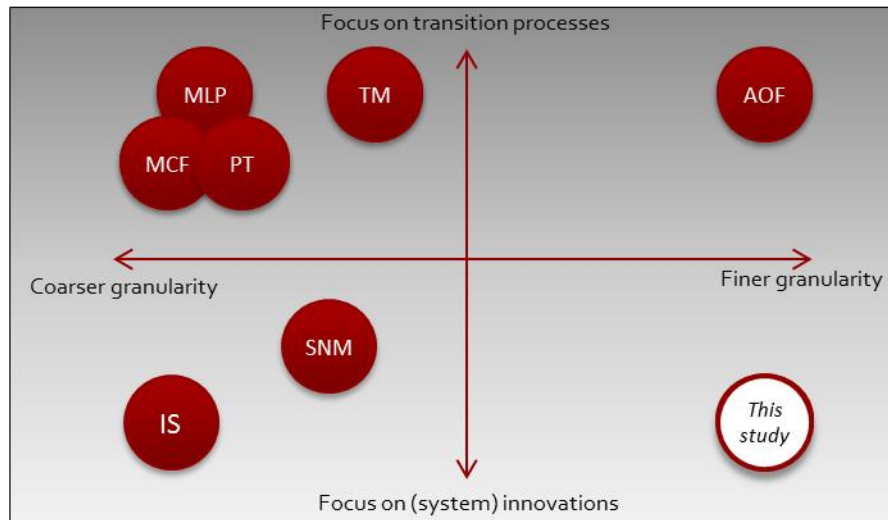 Focus on transition processes
MLP
TM
AOF
MCF
PT
Coarser granularity
Finer granularity
SNM
IS
This
study
Focus on (system) innovations